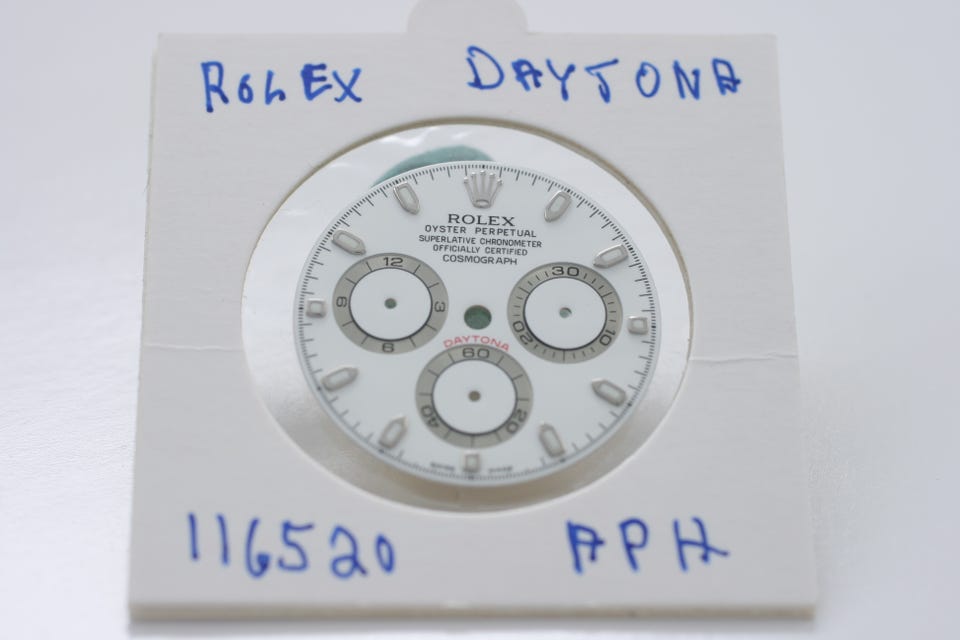 ROLEX DAYTONA
ROLEX
OYSTER PERPETUAL
SUPERLATIVE CHRONOMETER
OFFICIALLY CERTIFIED
COSMOGRAPH
12
3
6
9
30
10
20
DAYTONA
60
20
40
116520 APH